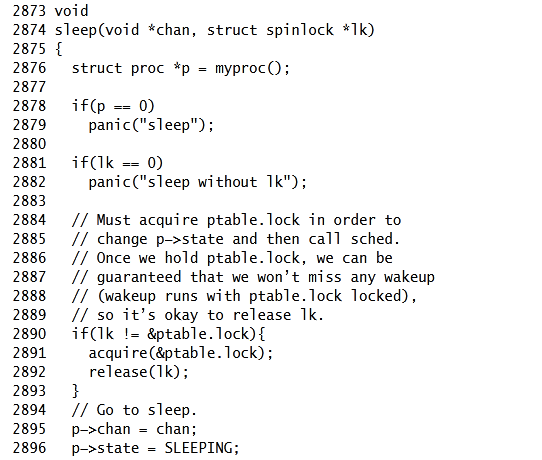 2873 void
2874 sleep(void *chan, struct spinlock *lk)
2875 {
2876   struct proc *p = myproc();
2877
2878   if(p == 0)
2879     panic("sleep");
2880
2881   if(lk == 0)
2882     panic("sleep without lk");
2883
2884   // Must acquire ptable.lock in order to
2885   // change p->state and then call sched.
2886   // Once we hold ptable.lock, we can be
2887   // guaranteed that we won’t miss any wakeup
2888   // (wakeup runs with ptable.lock locked),
2889   // so it’s okay to release lk.
2890   if(lk != &ptable.lock){
2891     acquire(&ptable.lock);
2892     release(lk);
2893   }
2894   // Go to sleep.
2895   p->chan = chan;
2896   p->state = SLEEPING;